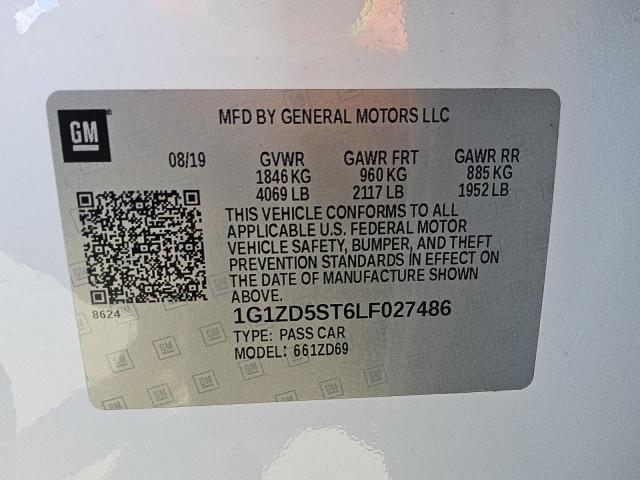 GM
MFD BY GENERAL MOTORS LLC
08/19 GVWR GAWR FRT GAWR RR
1846 KG 960 KG 885 KG
4069 LB 2117 LB 1952 LB
THIS VEHICLE CONFORMS TO ALL
APPLICABLE U.S. FEDERAL MOTOR
VEHICLE SAFETY, BUMPER, AND THEFT
PREVENTION STANDARDS IN EFFECT ON
THE DATE OF MANUFACTURE SHOWN
ABOVE.
8624
1G1ZD5ST6LF027486
TYPE: PASS CAR
MODEL: 661ZD69